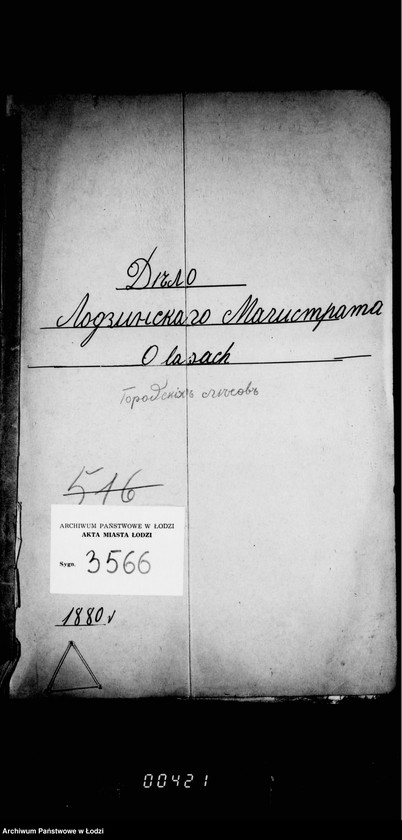 Дѣло
Лодзинскаго Магистрата
O lasach
Городскихъ лѣсовъ
516
ARCHIWUM PAŃSTWOWE W ŁODZI
AKTA MIASTA ŁODZI
Sygn. 3566
1880
00421
Archiwum Państwowe w Łodzi